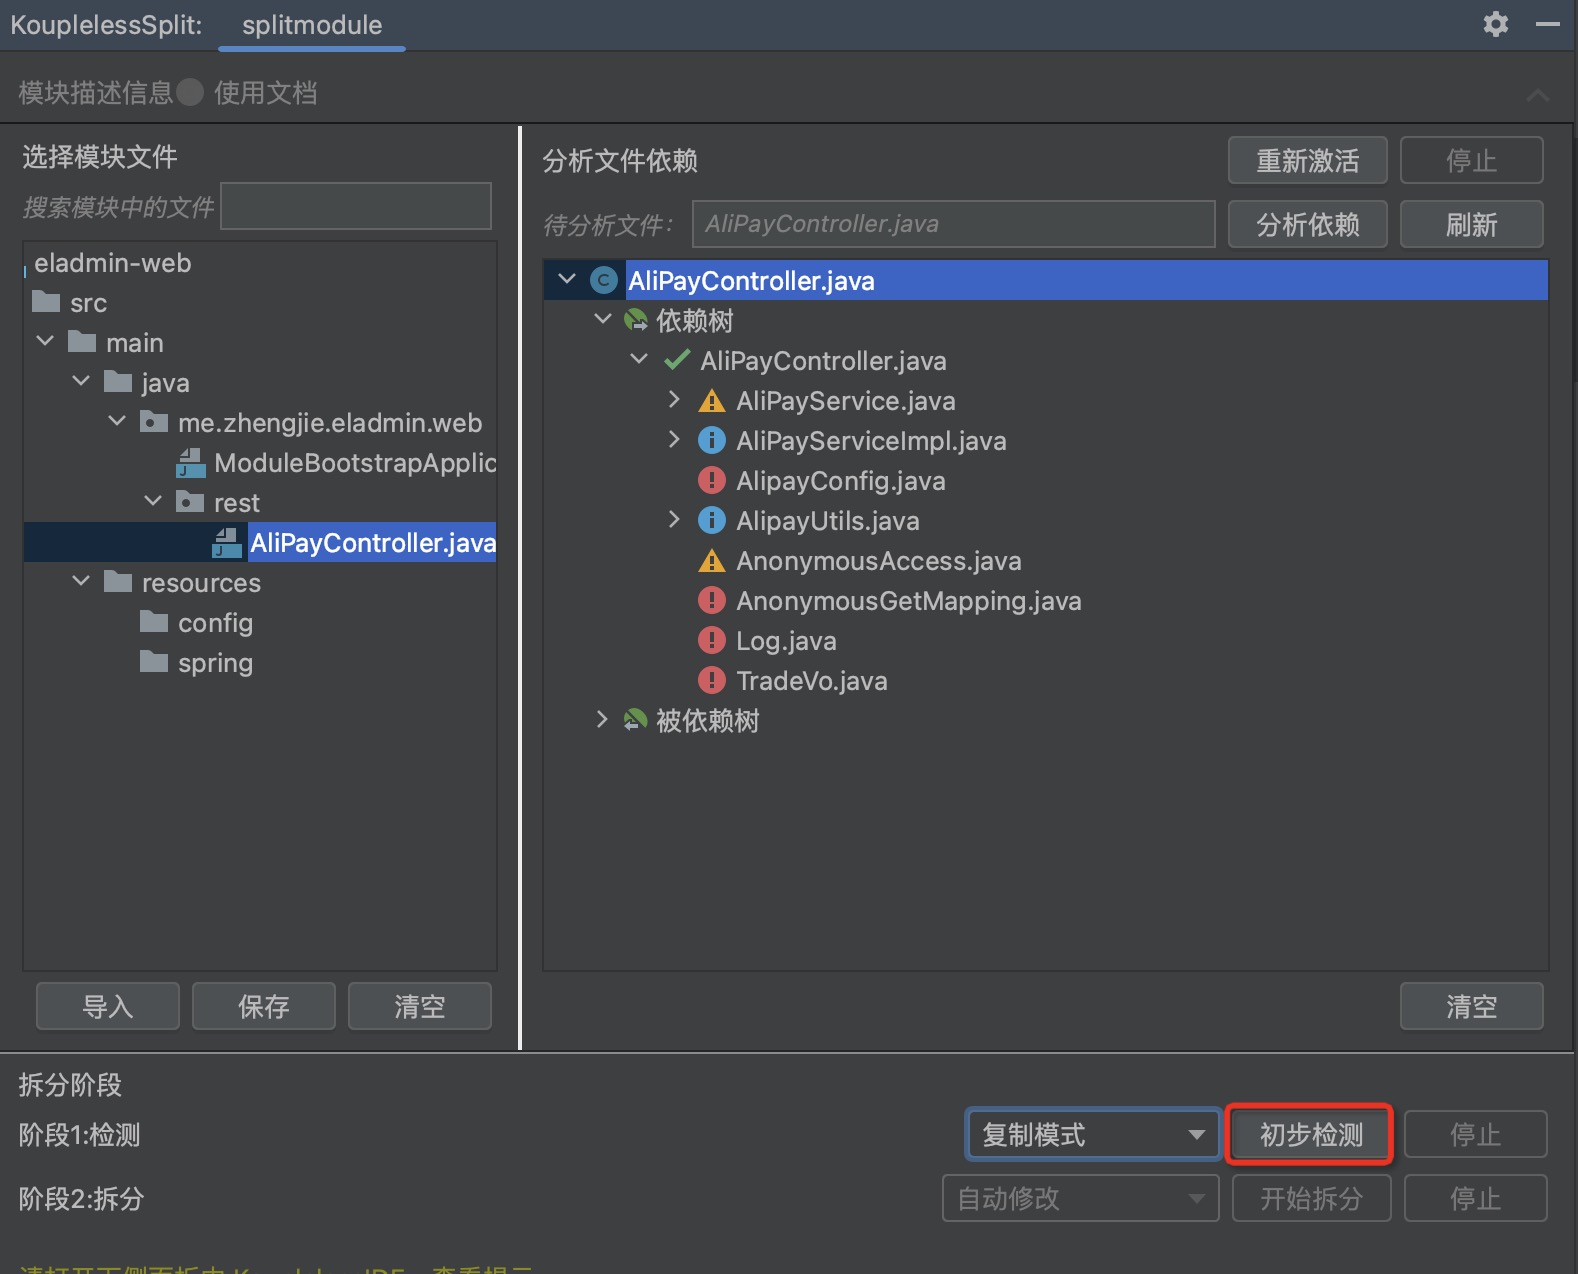 KouplelessSplit: splitmodule
模块描述信息 使用文档
选择模块文件
搜索模块中的文件
eladmin-web
src
main
java
me.zhengjie.eladmin.web
ModuleBootstrapApplic
rest
AliPayController.java
resources
config
spring
导入 保存 清空
分析文件依赖 重新激活 停止
待分析文件: AliPayController.java 分析依赖 刷新
AliPayController.java
依赖树
AliPayController.java
AliPayService.java
AliPayServiceImpl.java
AlipayConfig.java
AlipayUtils.java
AnonymousAccess.java
AnonymousGetMapping.java
Log.java
TradeVo.java
被依赖树
清空
拆分阶段
阶段1:检测 复制模式 初步检测 停止
阶段2:拆分 自动修改 开始拆分 停止